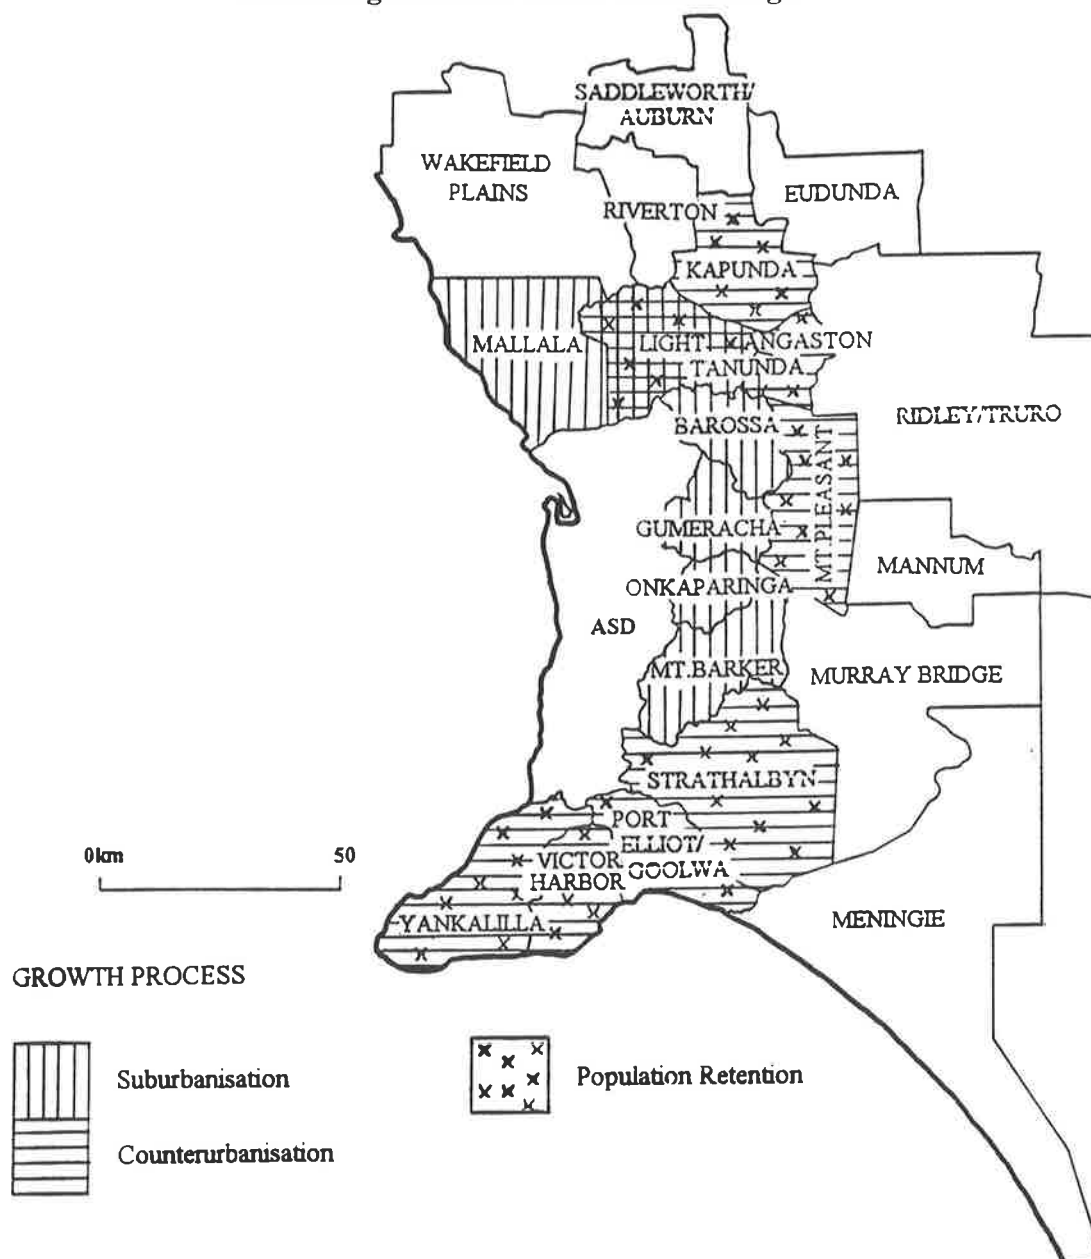 SADDLEWORTH/
AUBURN
WAKEFIELD
PLAINS
EUDUNDA
RIVERTON
KAPUNDA
MALLALA
LIGHT
ANGASTON
TANUNDA
RIDLEY/TRURO
BAROSSA
MT.PLEASANT
GUMERACHA
MANNUM
ONKAPARINGA
ASD
MT.BARKER
MURRAY BRIDGE
STRATHALBYN
PORT
ELLIOT/
GOOLWA
0km 50
VICTOR
HARBOR
YANKALILLA
MENINGIE
GROWTH PROCESS
Suburbanisation
Population Retention
Counterurbanisation